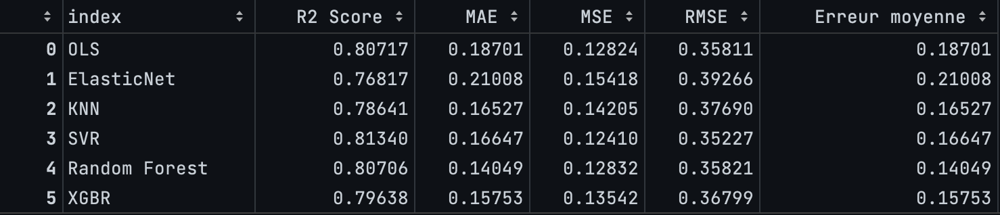 index R2 Score MAE MSE RMSE Erreur moyenne
0 OLS 0.80717 0.18701 0.12824 0.35811 0.18701
1 ElasticNet 0.76817 0.21008 0.15418 0.39266 0.21008
2 KNN 0.78641 0.16527 0.14205 0.37690 0.16527
3 SVR 0.81340 0.16647 0.12410 0.35227 0.16647
4 Random Forest 0.80706 0.14049 0.12832 0.35821 0.14049
5 XGBR 0.79638 0.15753 0.13542 0.36799 0.15753